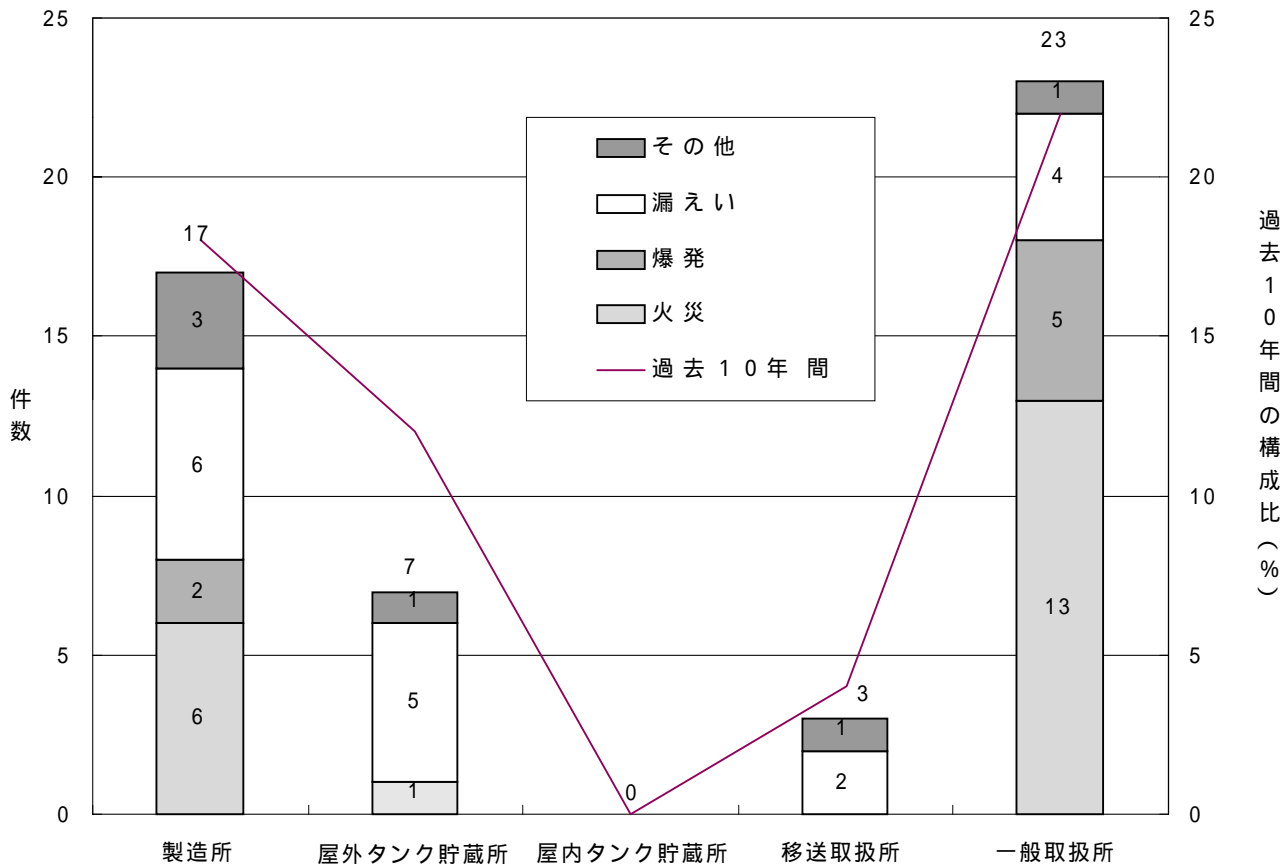 25
20
15
10
5
0
件数
17
3
6
2
6
7
1
5
1
0
3
1
2
23
1
4
5
13
その他
漏えい
爆発
火災
過去10年間
25
20
15
10
5
0
過去10年間の構成比(%)
製造所
屋外タンク貯蔵所
屋内タンク貯蔵所
移送取扱所
一般取扱所